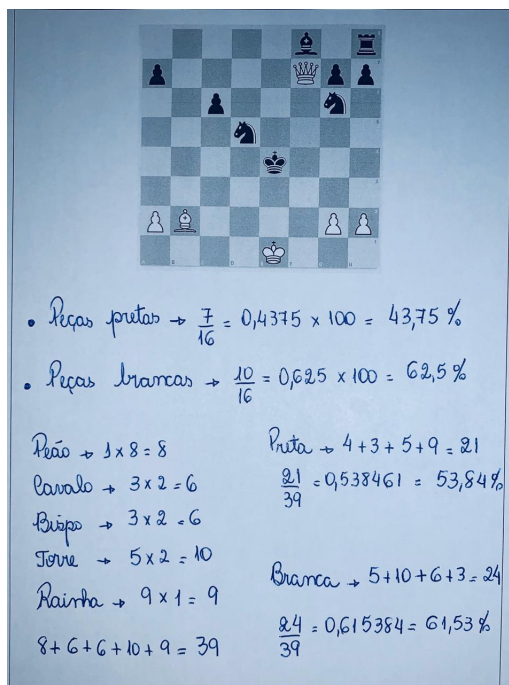 • Peças pretas → 7/16 = 0,4375 × 100 = 43,75 %
• Peças brancas → 10/16 = 0,625 × 100 = 62,5 %
Peão → 1 × 8 = 8
Cavalo → 3 × 2 = 6
Bispo → 3 × 2 = 6
Torre → 5 × 2 = 10
Rainha → 9 × 1 = 9
8 + 6 + 6 + 10 + 9 = 39
Preta → 4 + 3 + 5 + 9 = 21
21/39 = 0,538461 = 53,84%
Branca → 5 + 10 + 6 + 3 = 24
24/39 = 0,615384 = 61,53 %